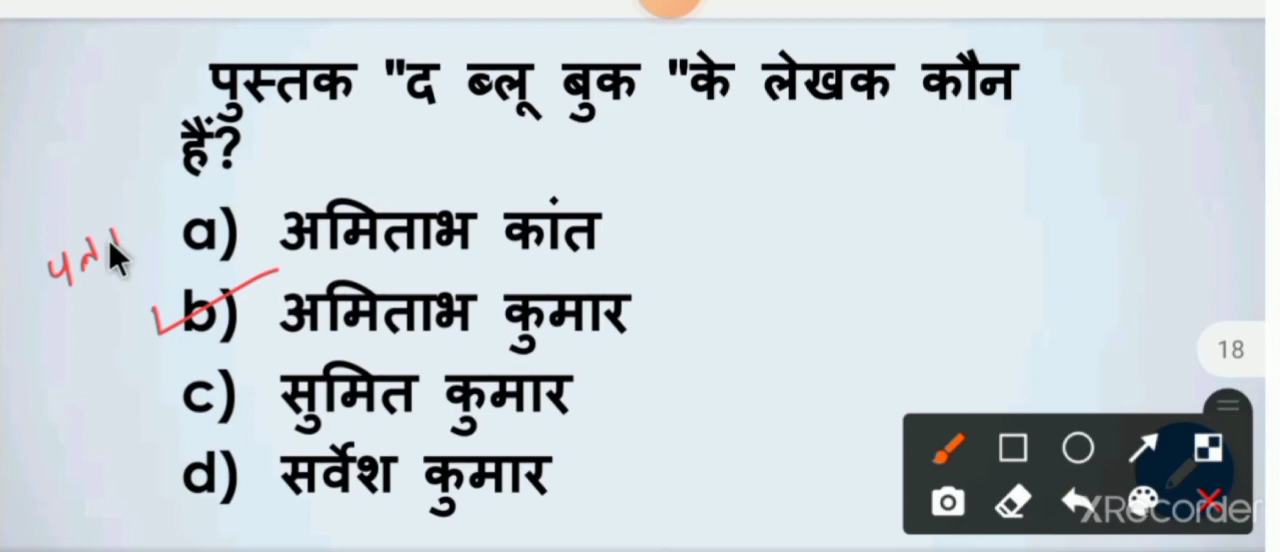 पुस्तक "द ब्लू बुक "के लेखक कौन
हैं?
a) अमिताभ कांत
b) अमिताभ कुमार
c) सुमित कुमार
d) सर्वेश कुमार
18
XRecorder